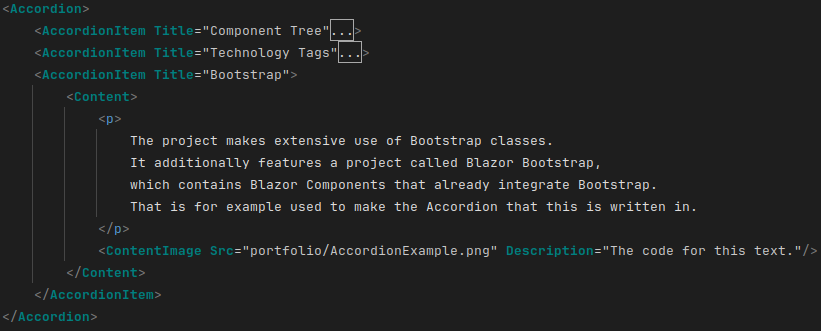 <Accordion>
<AccordionItem Title="Component Tree"...>
<AccordionItem Title="Technology Tags"...>
<AccordionItem Title="Bootstrap">
<Content>
<p>
The project makes extensive use of Bootstrap classes.
It additionally features a project called Blazor Bootstrap,
which contains Blazor Components that already integrate Bootstrap.
That is for example used to make the Accordion that this is written in.
</p>
<ContentImage Src="portfolio/AccordionExample.png" Description="The code for this text."/>
</Content>
</AccordionItem>
</Accordion>